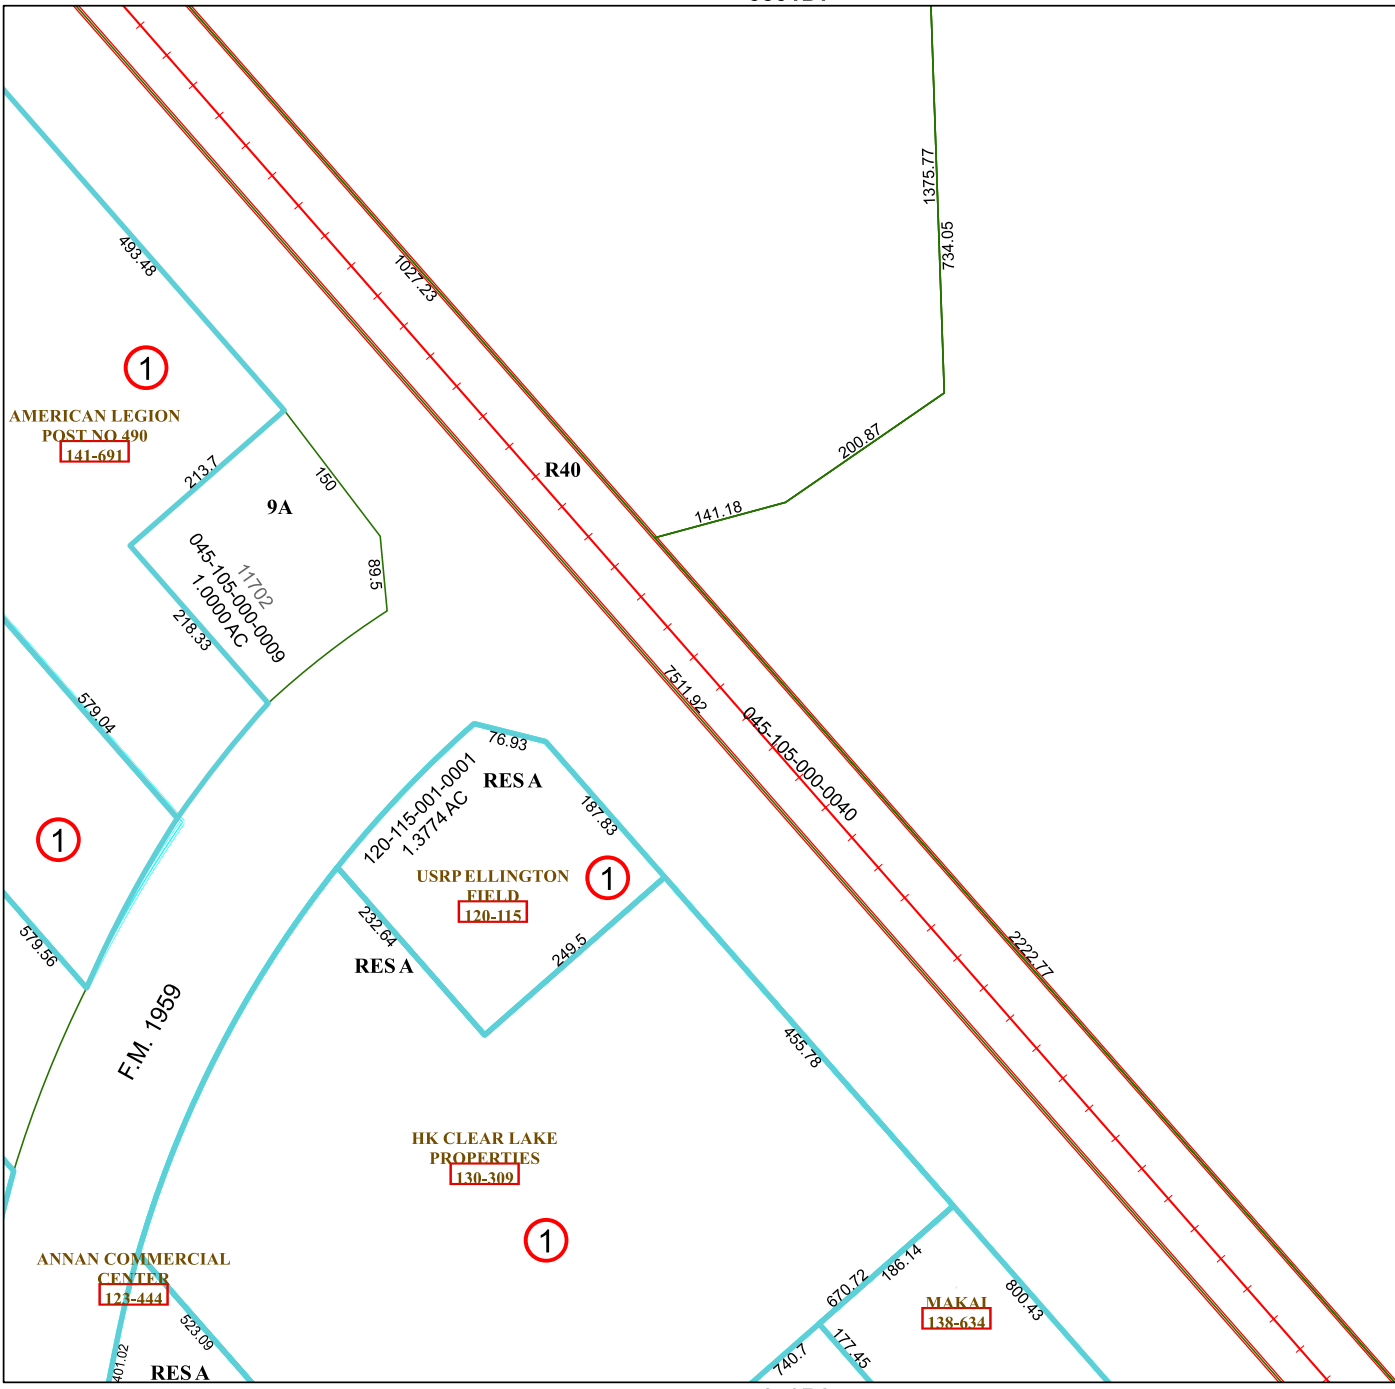 1375.77
734.05
493.48
1027.23
1
AMERICAN LEGION
POST NO 490
141-691
213.7
150
9A
R40
200.87
141.18
89.5
11702
045-105-000-0009
1.0000 AC
218.33
579.04
7511.92
045-105-000-0040
76.93
RES A
120-115-001-0001
1.3774 AC
187.83
1
USRP ELLINGTON
FIELD
120-115
1
232.64
249.5
RES A
579.56
2222.77
F.M. 1959
455.78
HK CLEAR LAKE
PROPERTIES
130-309
1
ANNAN COMMERCIAL
CENTER
123-444
523.09
401.02
RES A
670.72
186.14
800.43
MAKAI
138-634
740.7
177.45